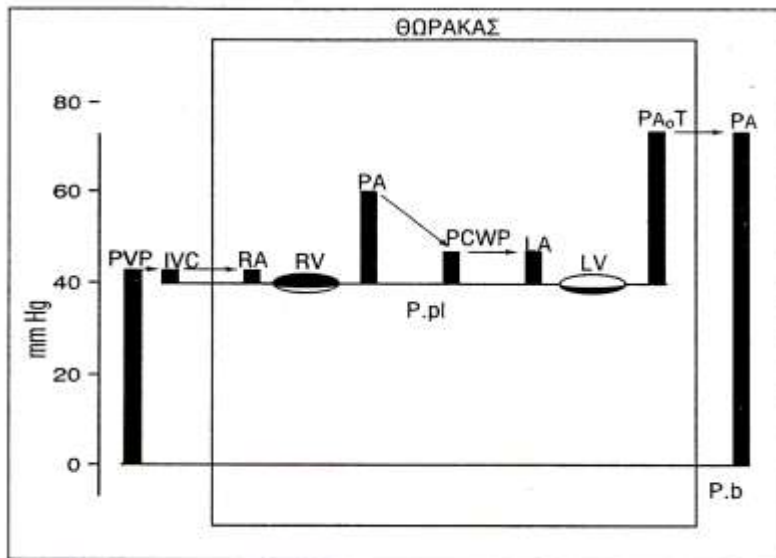 ΘΩΡΑΚΑΣ
80
60
40
20
0
mm Hg
PVP
IVC
RA
RV
PA
PCWP
LA
LV
PAoT
PA
P.pl
P.b